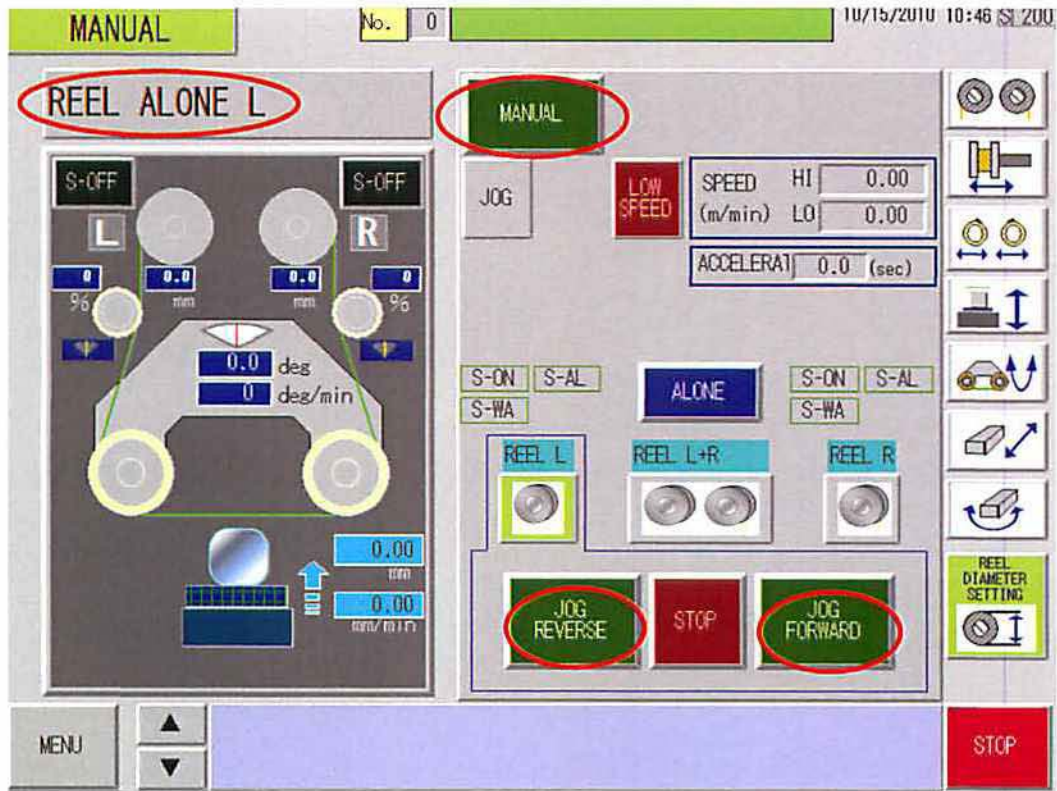 MANUAL
No. 0
10/15/2010 10:46 SL200
REEL ALONE L
S-OFF
S-OFF
L
R
0
0.0
0.0
0
%
mm
mm
%
0.0 deg
0 deg/min
0.00
mm
0.00
mm/min
MANUAL
JOG
LOW
SPEED
SPEED HI 0.00
(m/min) LO 0.00
ACCELERAT 0.0 (sec)
S-ON S-AL
ALONE
S-ON S-AL
S-WA
S-WA
REEL L
REEL L+R
REEL R
JOG
REVERSE
STOP
JOG
FORWARD
REEL
DIAMETER
SETTING
MENU
▲
▼
STOP